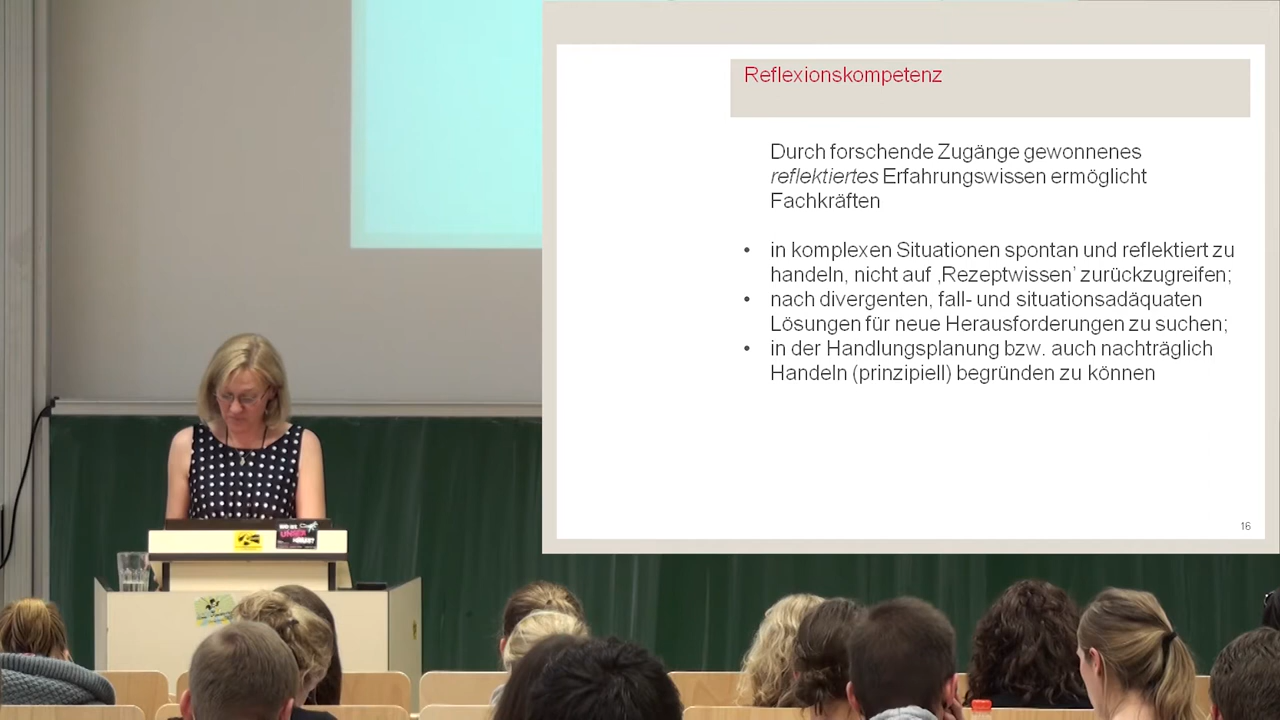 Reflexionskompetenz
Durch forschende Zugänge gewonnenes
reflektiertes Erfahrungswissen ermöglicht
Fachkräften
• in komplexen Situationen spontan und reflektiert zu
handeln, nicht auf ‚Rezeptwissen’ zurückzugreifen;
• nach divergenten, fall- und situationsadäquaten
Lösungen für neue Herausforderungen zu suchen;
• in der Handlungsplanung bzw. auch nachträglich
Handeln (prinzipiell) begründen zu können
16